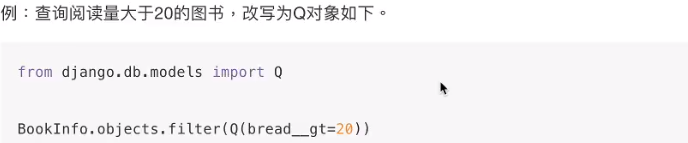 例：查询阅读量大于20的图书，改写为Q对象如下。
from django.db.models import Q
BookInfo.objects.filter(Q(bread__gt=20))